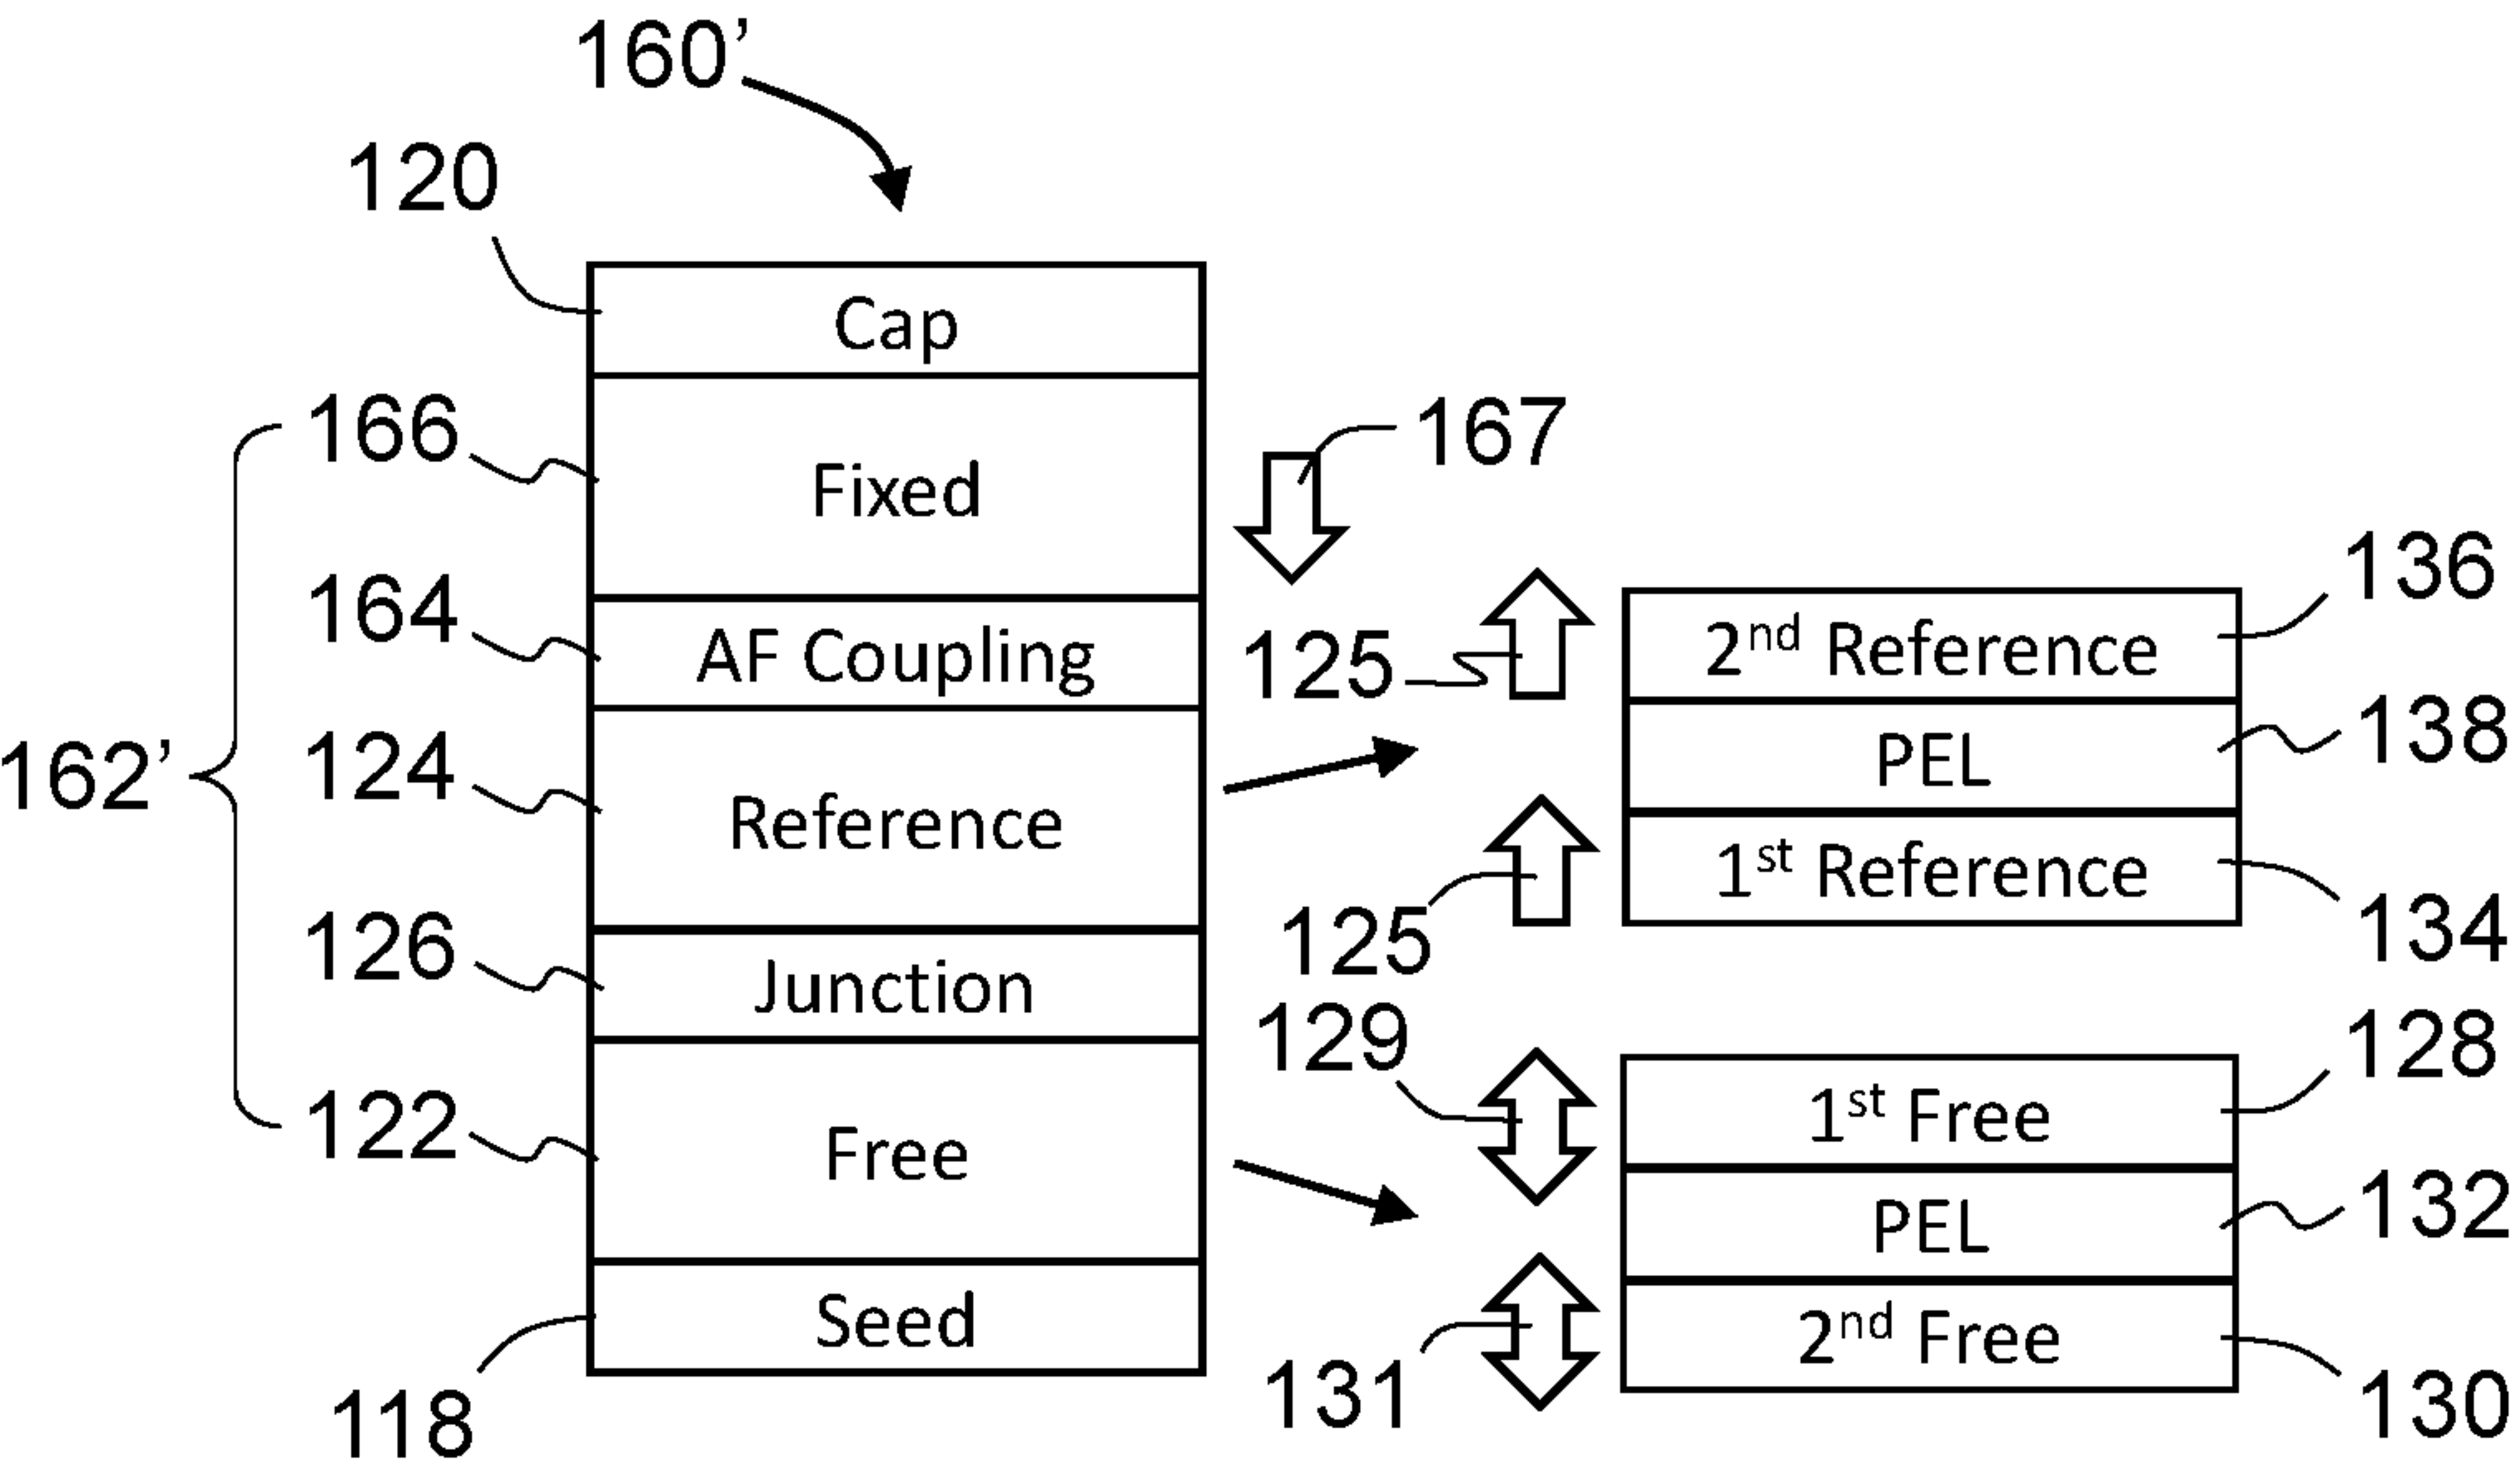 160’
120
Cap
166
Fixed
167
164
AF Coupling
125
2nd Reference
136
162’
124
Reference
PEL
138
125
1st Reference
134
126
Junction
129
1st Free
128
122
Free
PEL
132
131
2nd Free
130
118
Seed